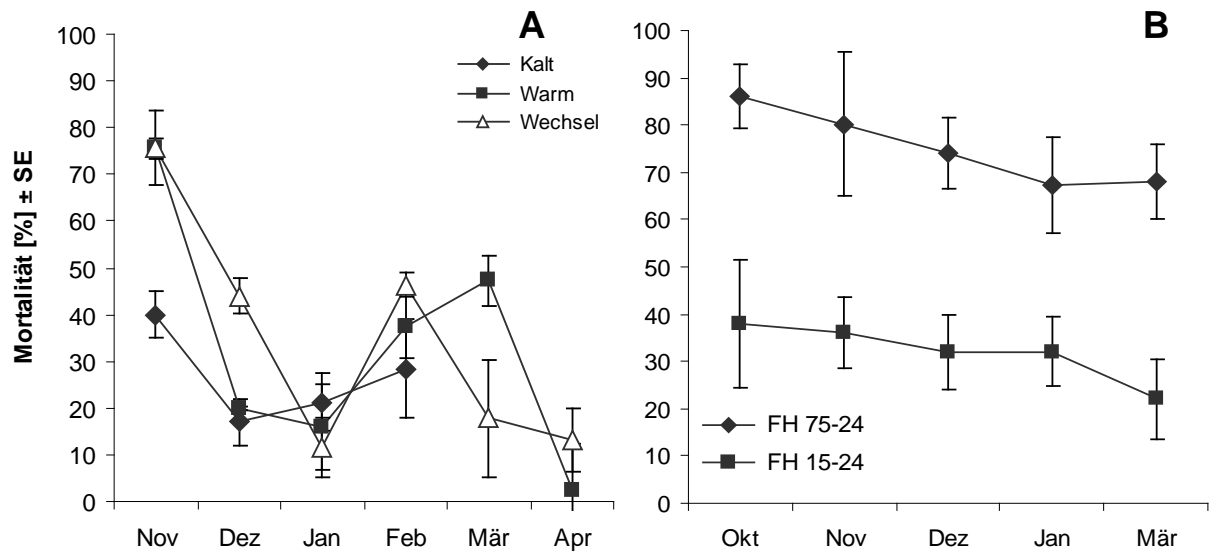 A
B
Mortalität [%] ± SE
100
90
80
70
60
50
40
30
20
10
0
Kalt
Warm
Wechsel
Nov Dez Jan Feb Mär Apr
100
90
80
70
60
50
40
30
20
10
0
FH 75-24
FH 15-24
Okt Nov Dez Jan Mär